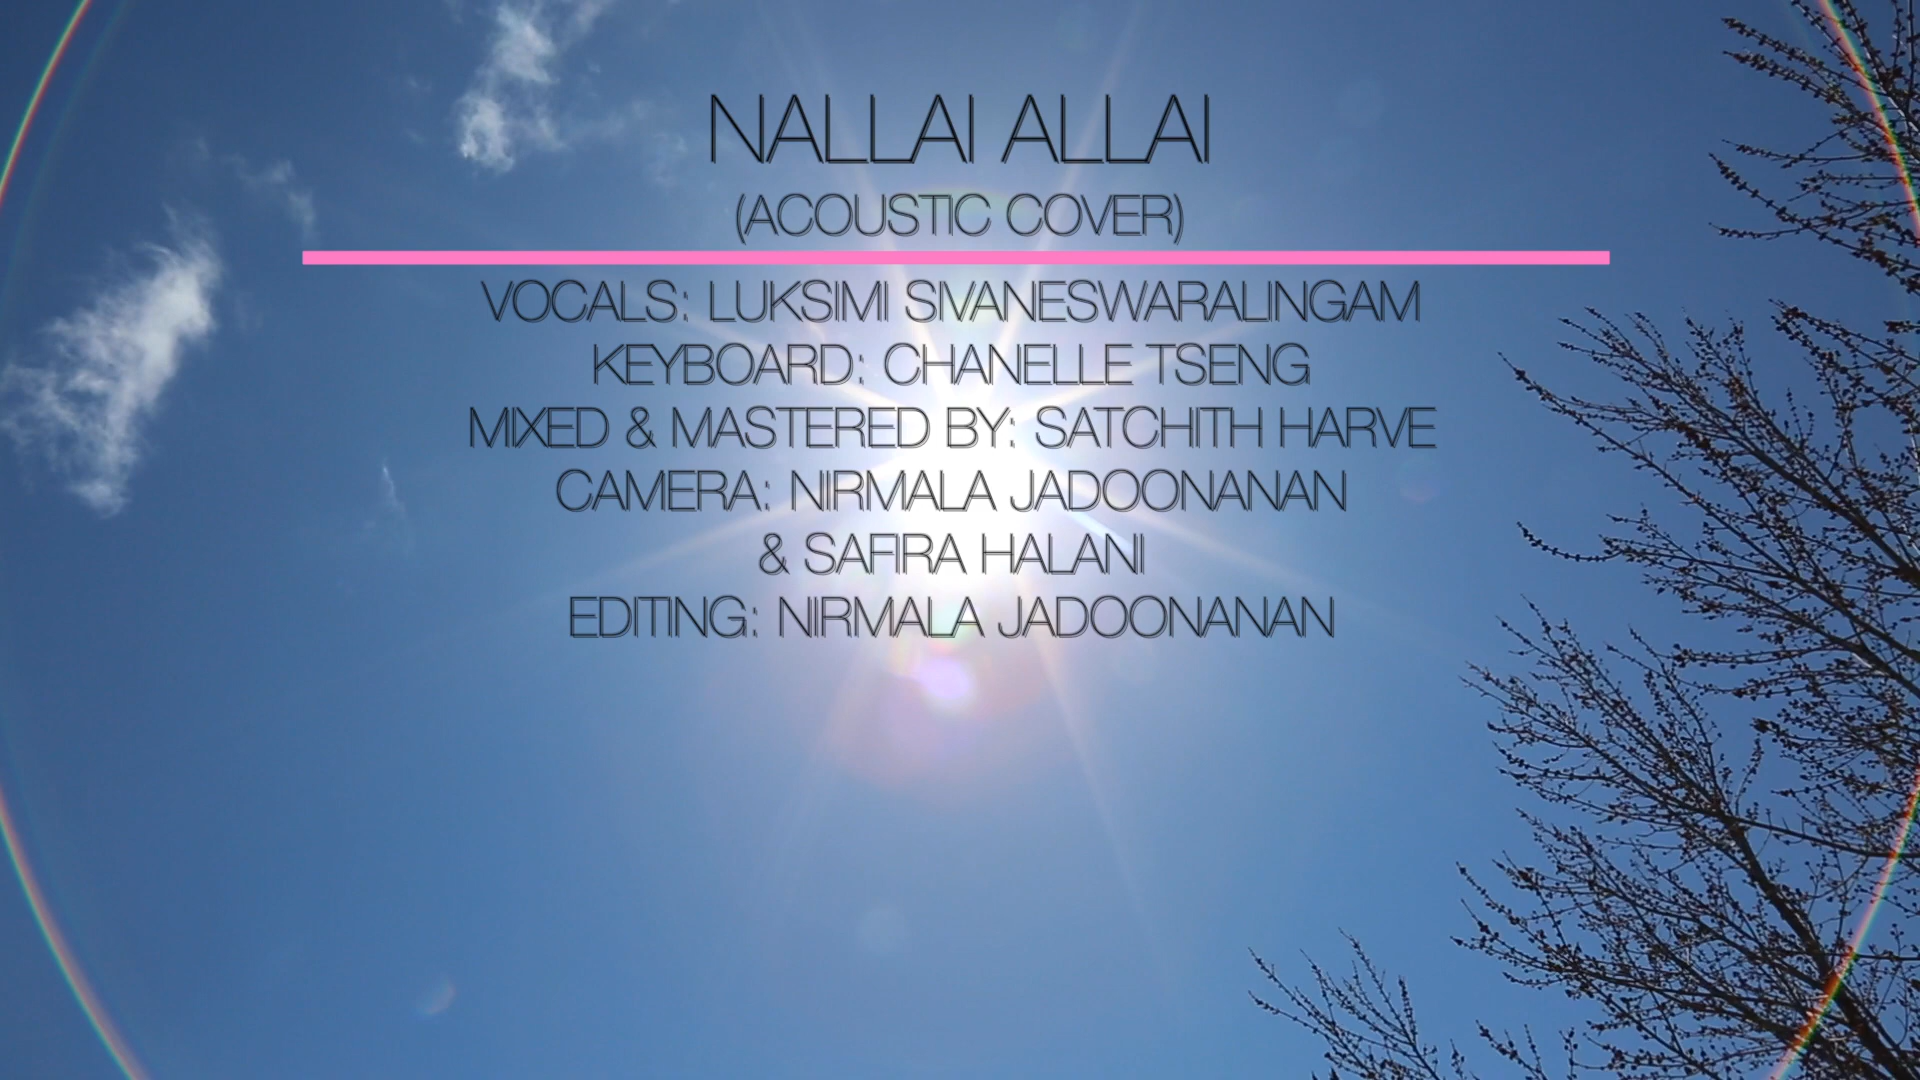 NALLAI ALLAI
(ACOUSTIC COVER)
VOCALS: LUKSIMI SIVANESWARALINGAM
KEYBOARD: CHANELLE TSENG
MIXED & MASTERED BY: SATCHITH HARVE
CAMERA: NIRMALA JADOONANAN
& SAFIRA HALANI
EDITING: NIRMALA JADOONANAN